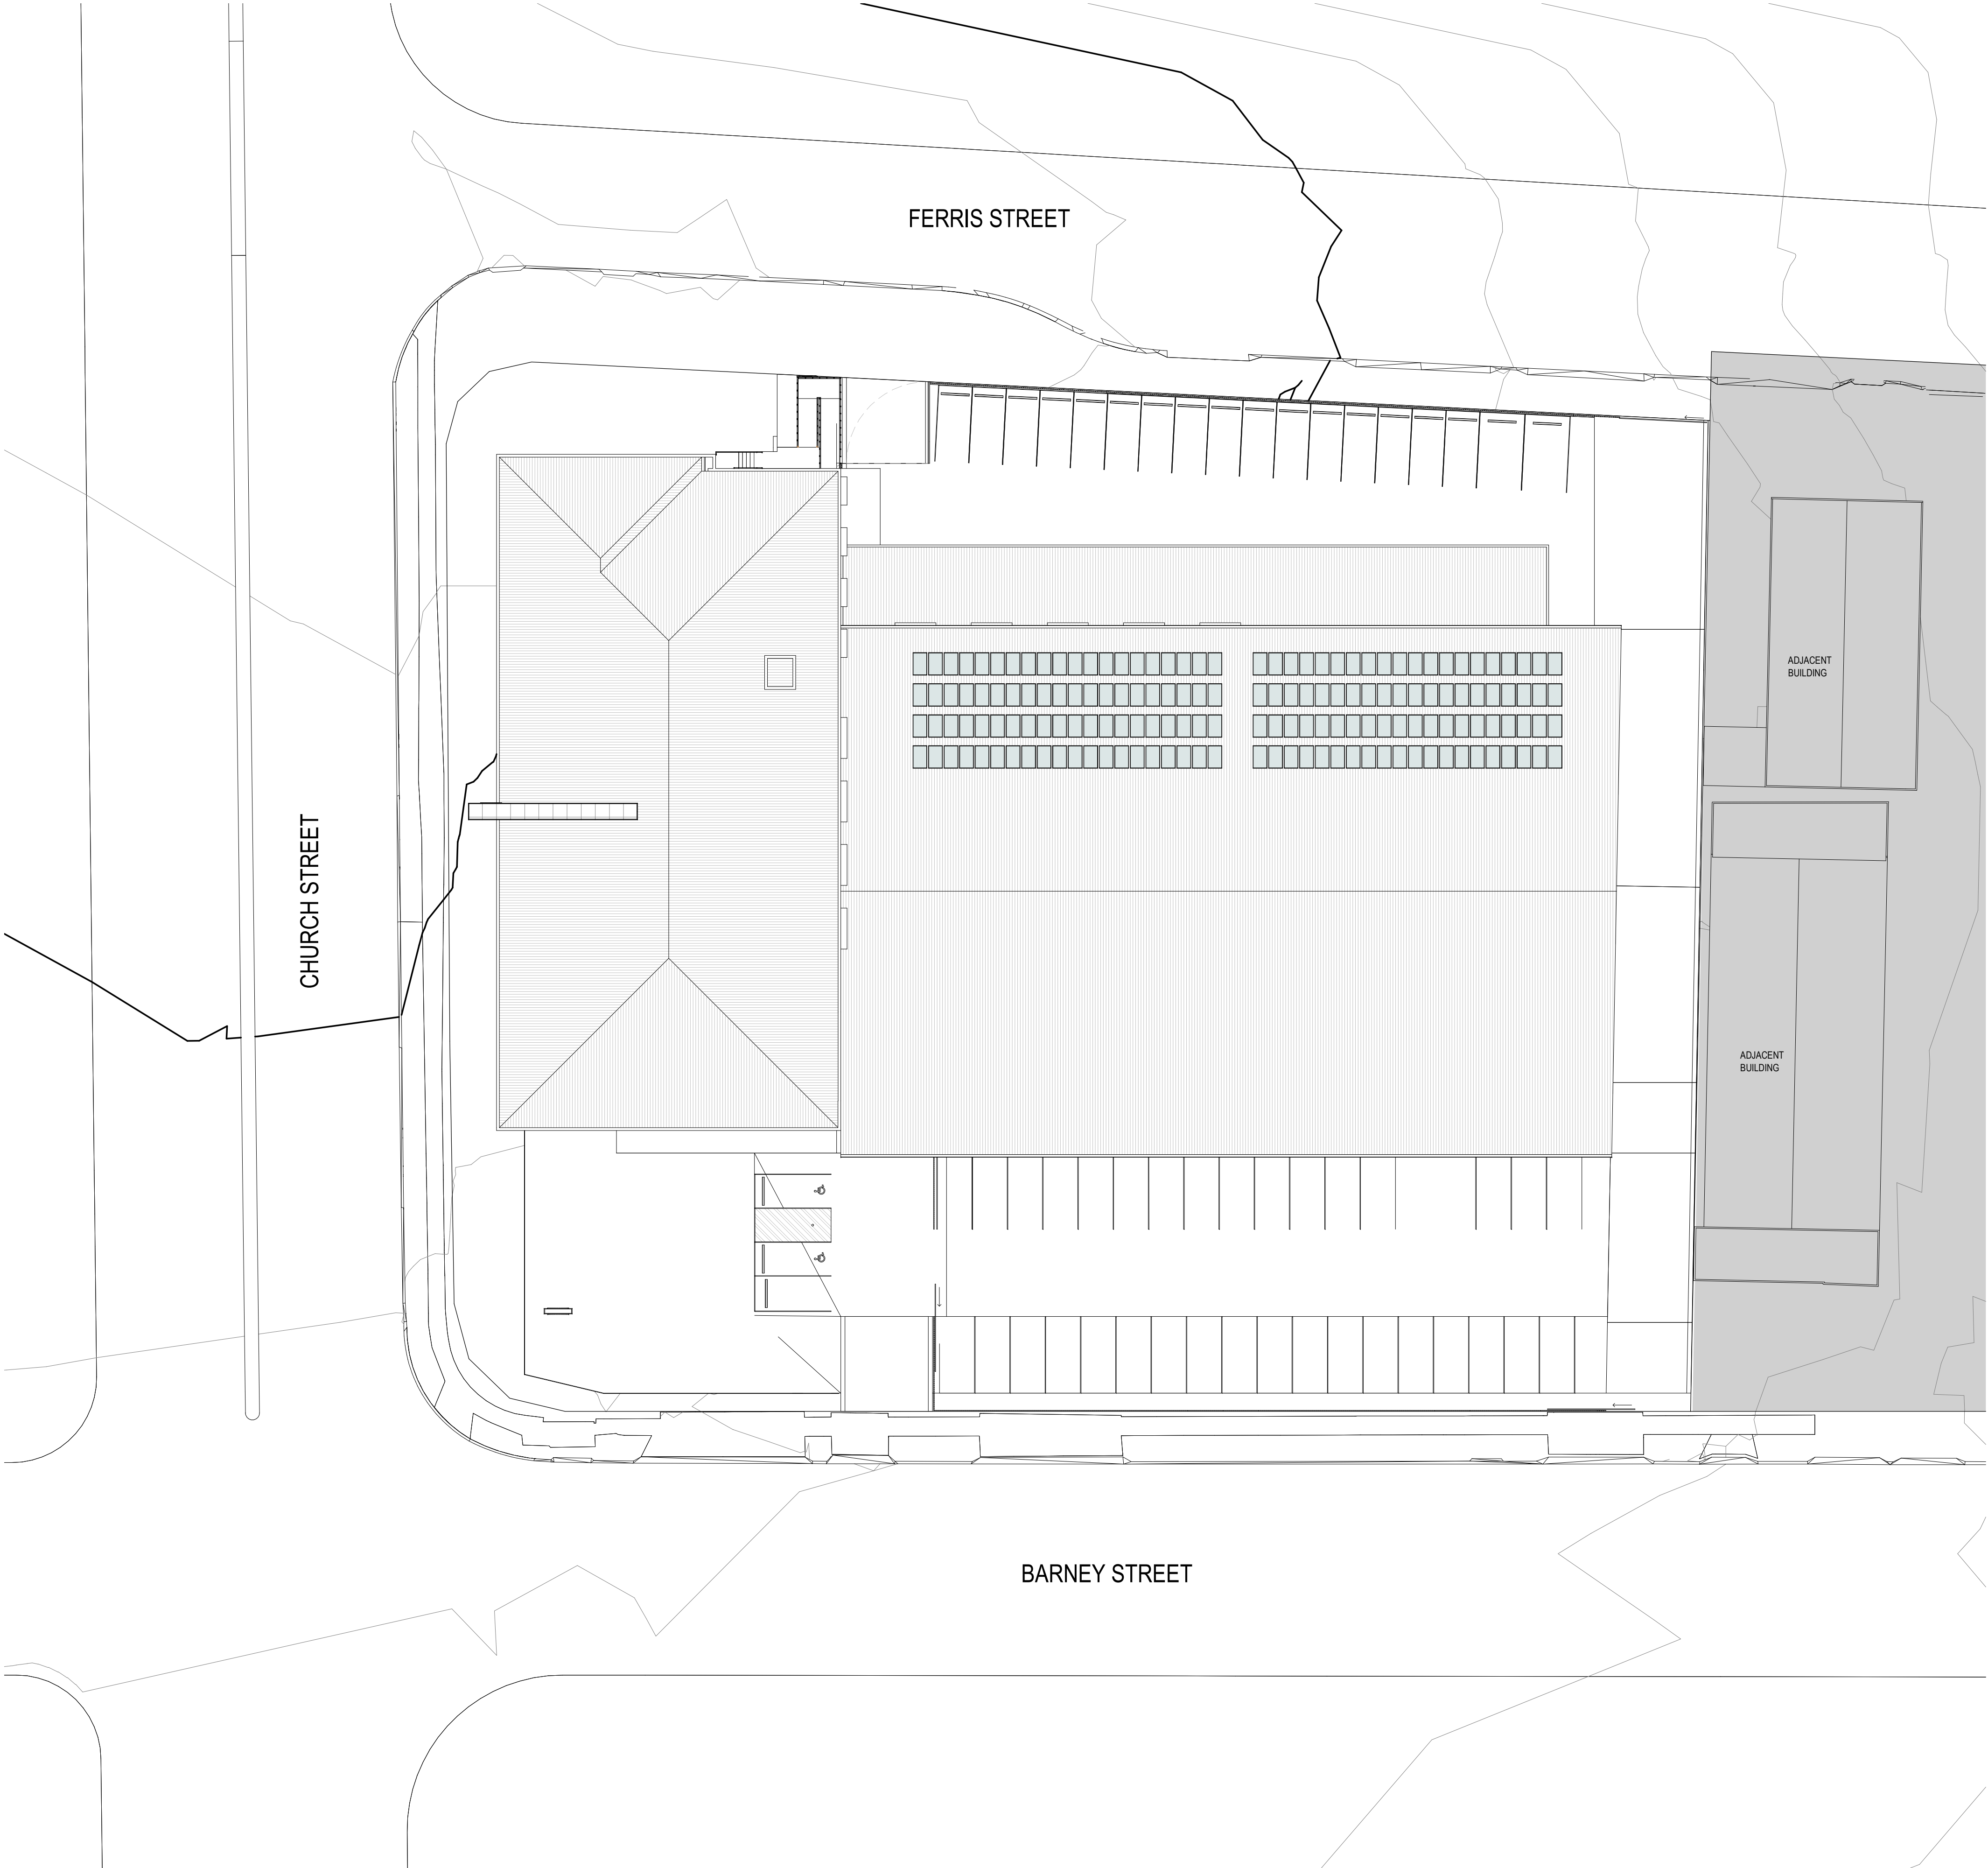 FERRIS STREET
ADJACENT
BUILDING
CHURCH STREET
ADJACENT
BUILDING
BARNEY STREET